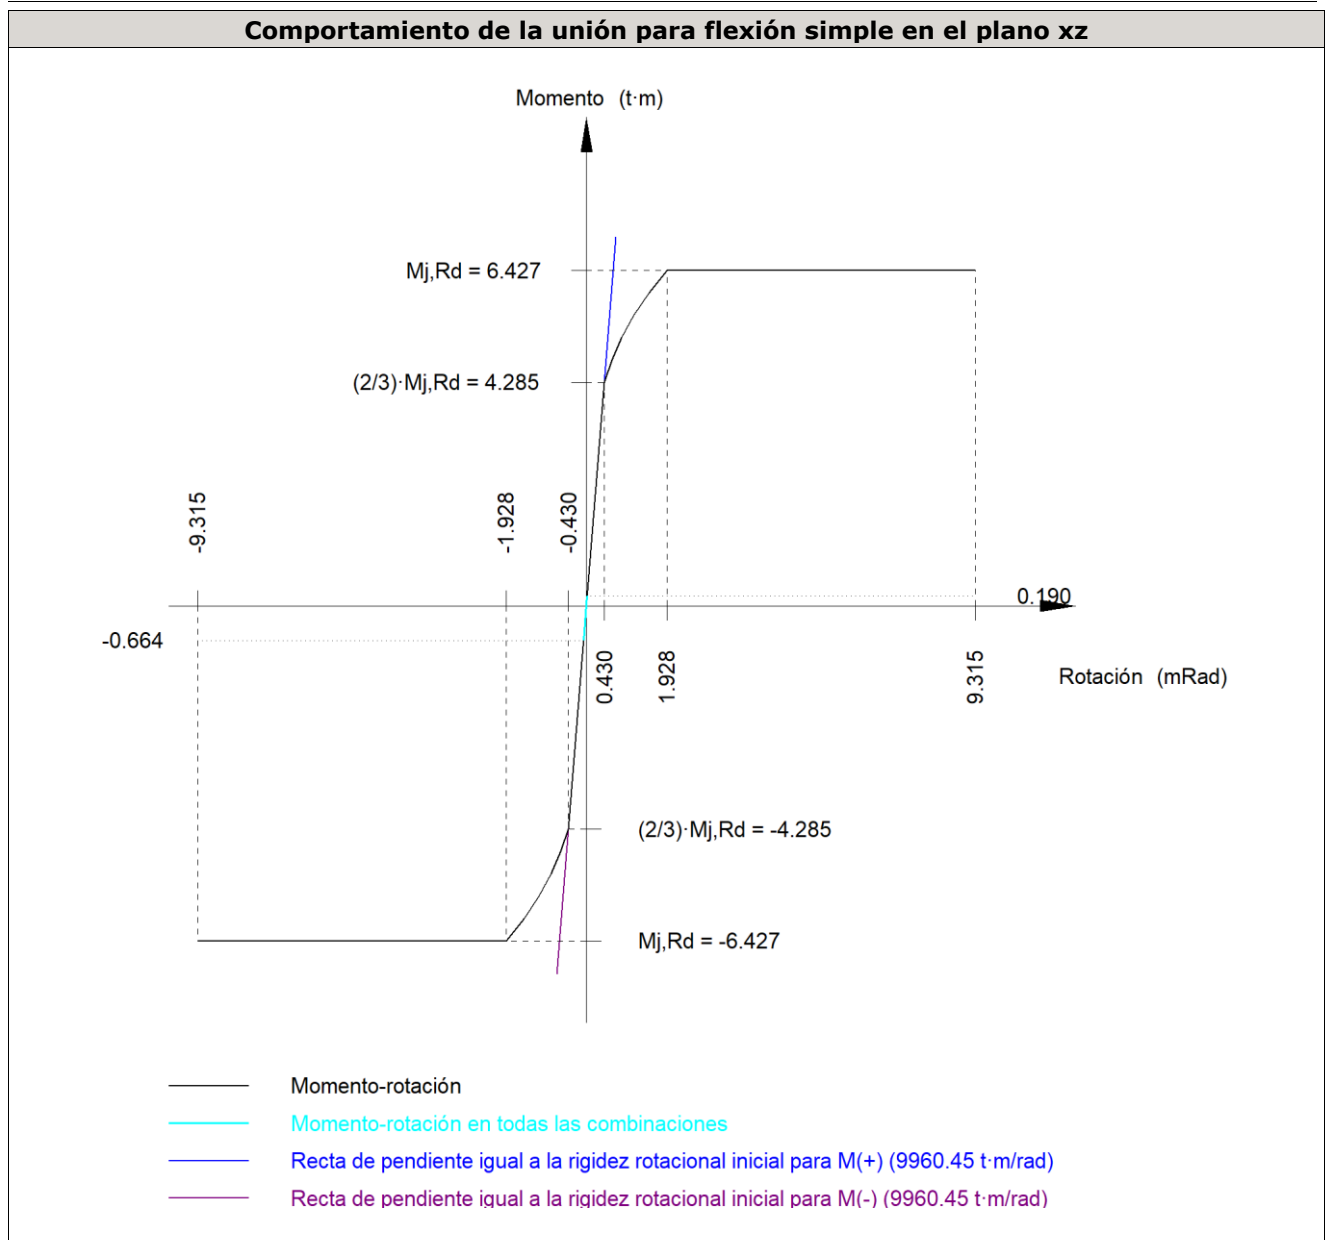 Comportamiento de la unión para flexión simple en el plano xz
Momento (t·m)
Mj,Rd = 6.427
(2/3)·Mj,Rd = 4.285
-9.315
-1.928
-0.430
0.190
-0.664
0.430
1.928
9.315
Rotación (mRad)
(2/3)·Mj,Rd = -4.285
Mj,Rd = -6.427
Momento-rotación
Momento-rotación en todas las combinaciones
Recta de pendiente igual a la rigidez rotacional inicial para M(+) (9960.45 t·m/rad)
Recta de pendiente igual a la rigidez rotacional inicial para M(-) (9960.45 t·m/rad)